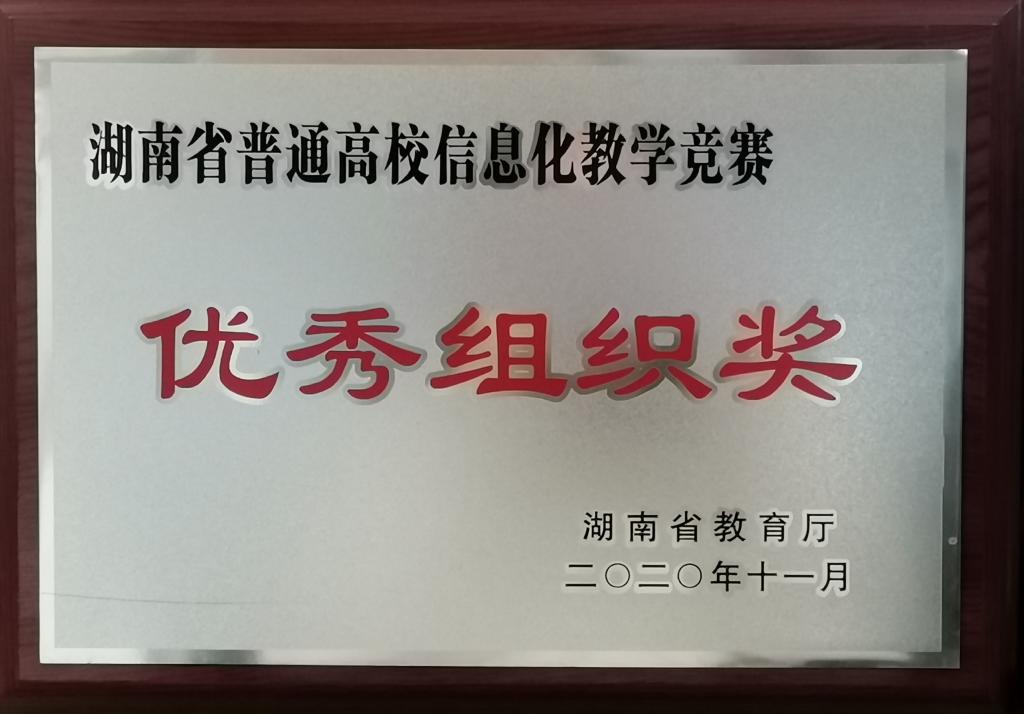 湖南省普通高校信息化教学竞赛
优秀组织奖
湖南省教育厅
二〇二〇年十一月